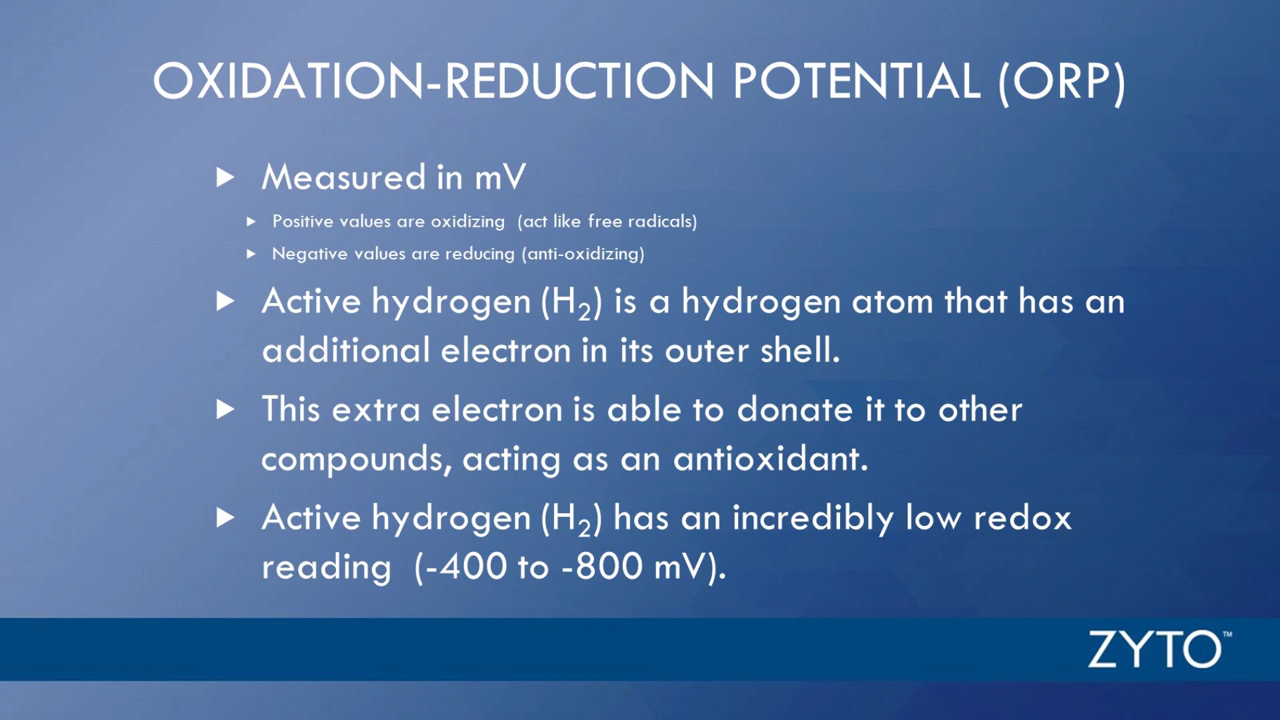 OXIDATION-REDUCTION POTENTIAL (ORP)
Measured in mV
Positive values are oxidizing (act like free radicals)
Negative values are reducing (anti-oxidizing)
Active hydrogen (H₂) is a hydrogen atom that has an
additional electron in its outer shell.
This extra electron is able to donate it to other
compounds, acting as an antioxidant.
Active hydrogen (H₂) has an incredibly low redox
reading (-400 to -800 mV).
ZYTO™